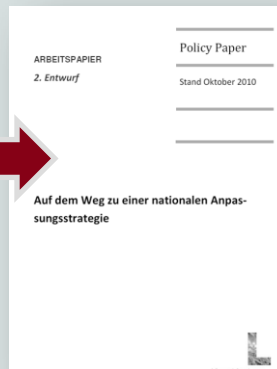 Policy Paper
ARBEITSPAPIER
2. Entwurf
Stand Oktober 2010
Auf dem Weg zu einer nationalen Anpas-
sungsstrategie